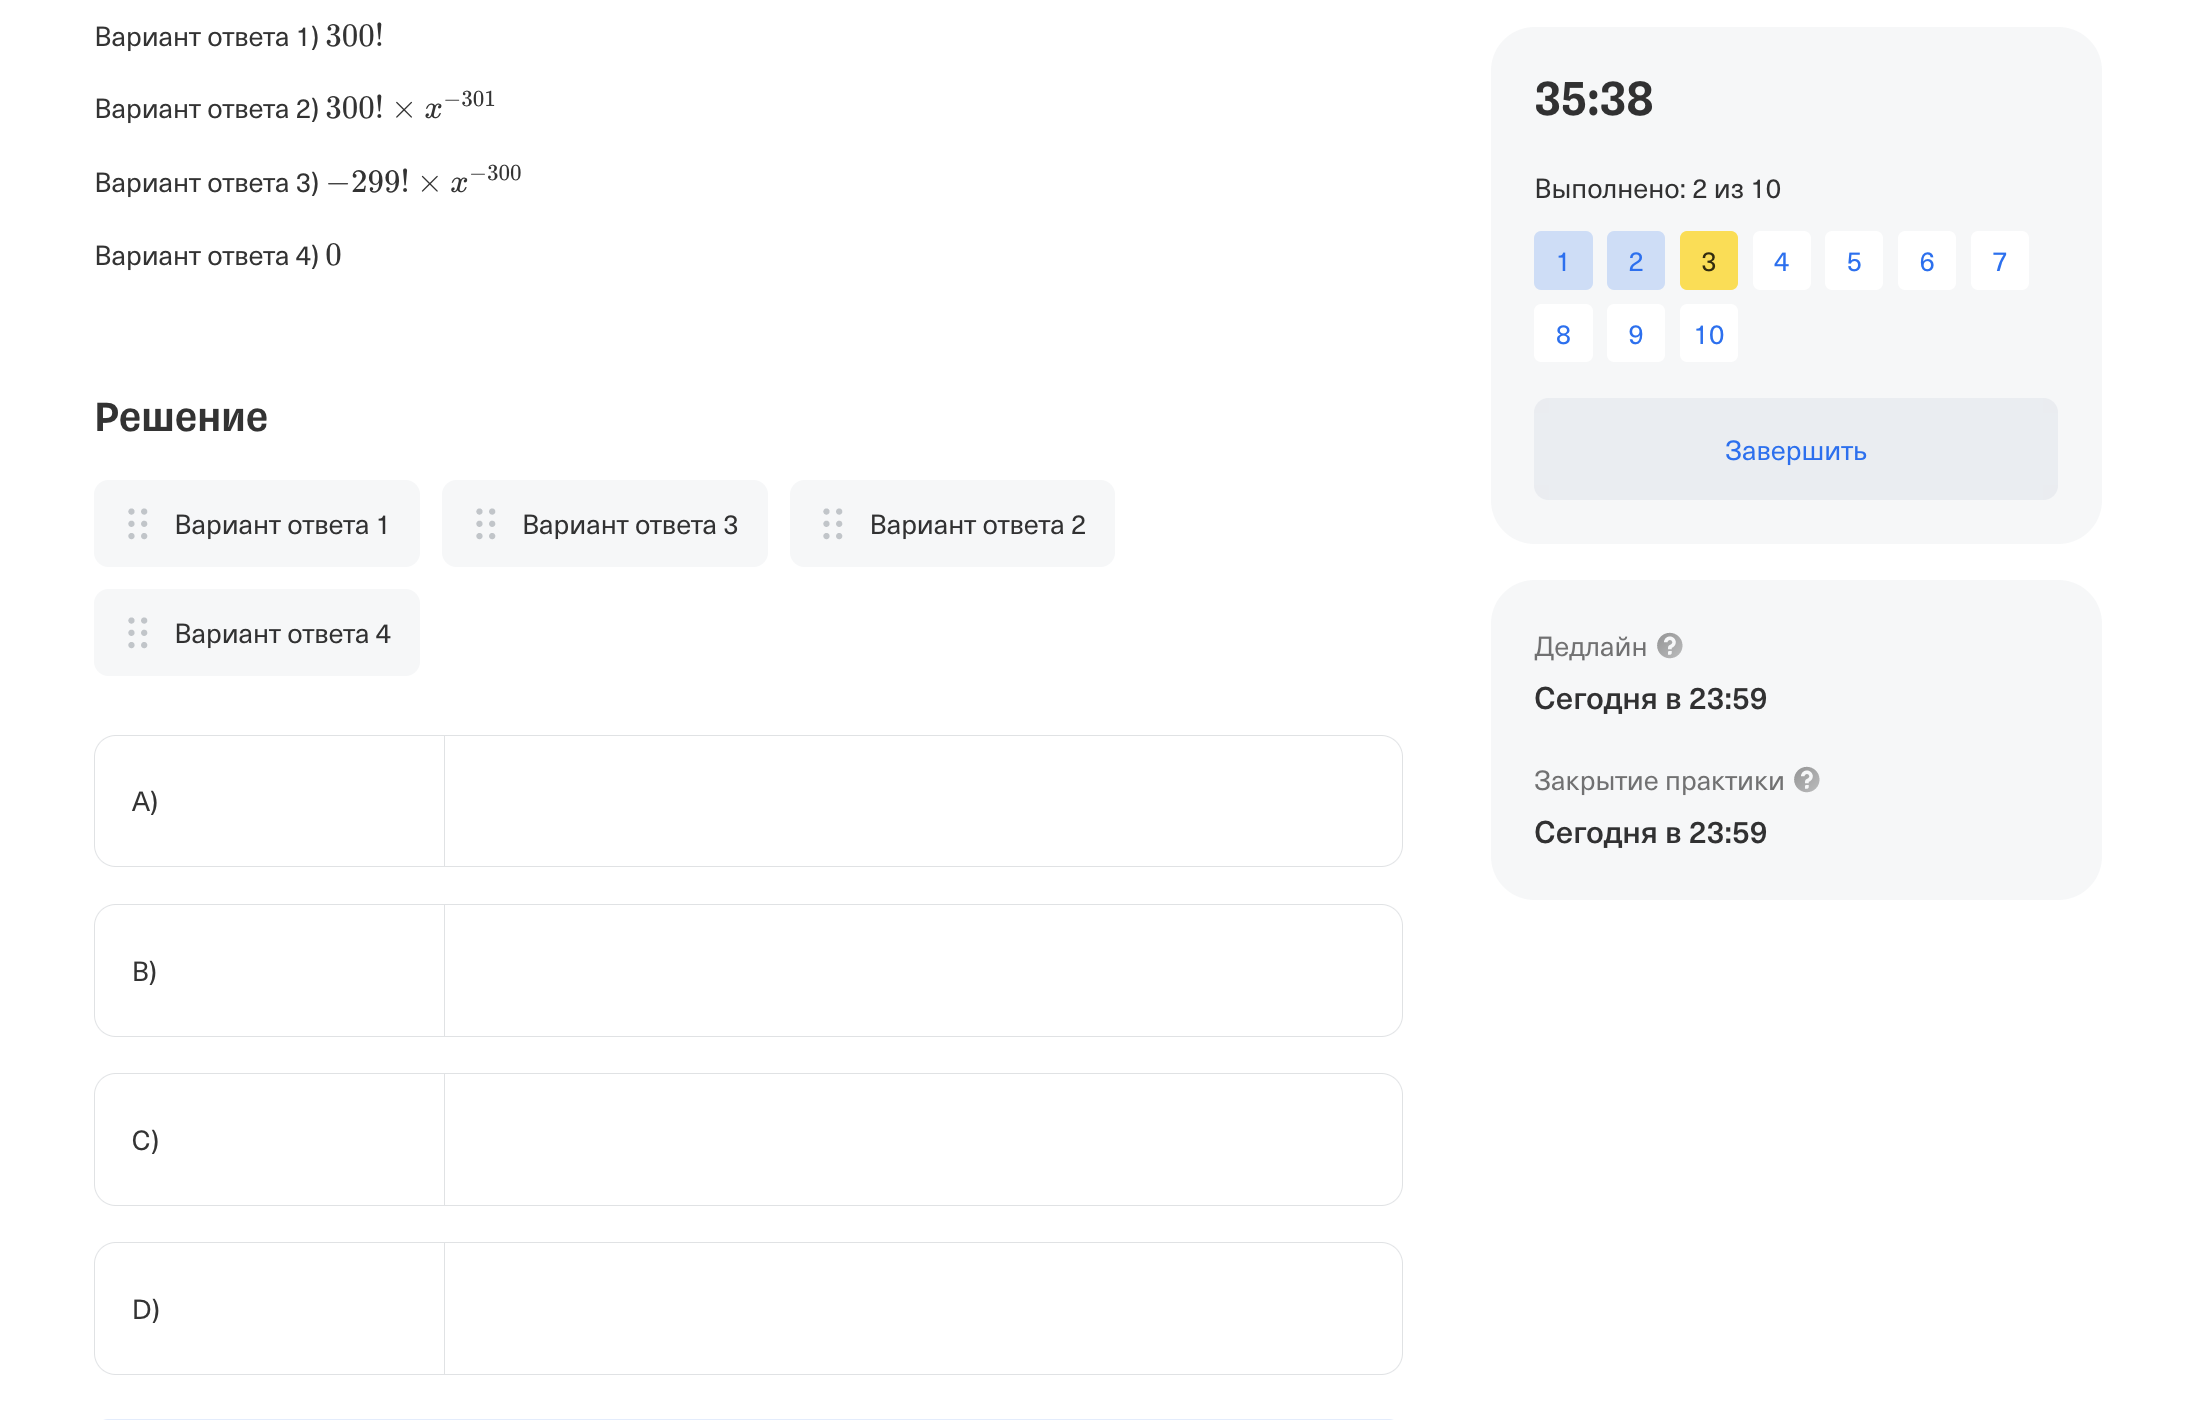 Вариант ответа 1) 300!
Вариант ответа 2) 300! × x^{-301}
Вариант ответа 3) −299! × x^{-300}
Вариант ответа 4) 0
Решение
Вариант ответа 1
Вариант ответа 3
Вариант ответа 2
Вариант ответа 4
A)
B)
C)
D)
35:38
Выполнено: 2 из 10
1 2 3 4 5 6 7
8 9 10
Завершить
Дедлайн ?
Сегодня в 23:59
Закрытие практики ?
Сегодня в 23:59